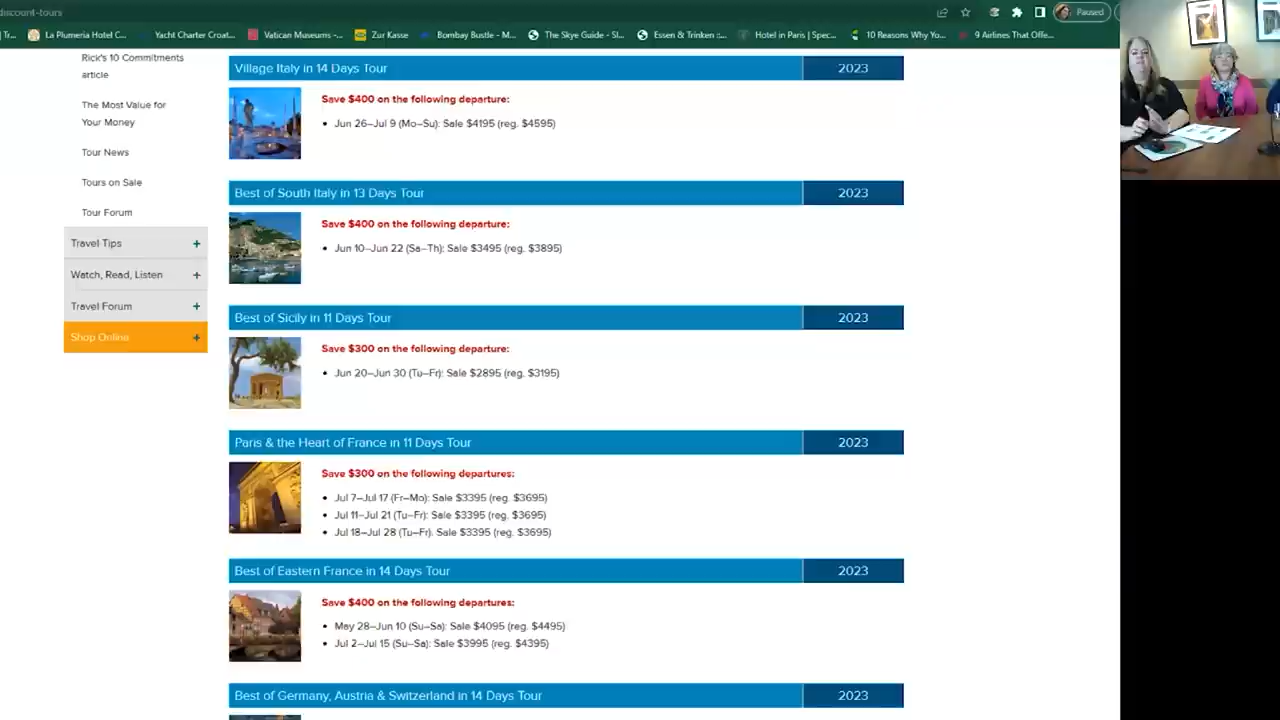 discount-tours
Paused
Tr...
La Plumeria Hotel C...
Yacht Charter Croat...
Vatican Museums -...
Zur Kasse
Bombay Bustle - M...
The Skye Guide - Sl...
Essen & Trinken ::...
Hotel in Paris | Spec...
10 Reasons Why Yo...
9 Airlines That Offe...
Rick's 10 Commitments
article
The Most Value for
Your Money
Tour News
Tours on Sale
Tour Forum
Travel Tips +
Watch, Read, Listen +
Travel Forum +
Shop Online +
Village Italy in 14 Days Tour 2023
Save $400 on the following departure:
• Jun 26–Jul 9 (Mo–Su): Sale $4195 (reg. $4595)
Best of South Italy in 13 Days Tour 2023
Save $400 on the following departure:
• Jun 10–Jun 22 (Sa–Th): Sale $3495 (reg. $3895)
Best of Sicily in 11 Days Tour 2023
Save $300 on the following departure:
• Jun 20–Jun 30 (Tu–Fr): Sale $2895 (reg. $3195)
Paris & the Heart of France in 11 Days Tour 2023
Save $300 on the following departures:
• Jul 7–Jul 17 (Fr–Mo): Sale $3395 (reg. $3695)
• Jul 11–Jul 21 (Tu–Fr): Sale $3395 (reg. $3695)
• Jul 18–Jul 28 (Tu–Fr): Sale $3395 (reg. $3695)
Best of Eastern France in 14 Days Tour 2023
Save $400 on the following departures:
• May 28–Jun 10 (Su–Sa): Sale $4095 (reg. $4495)
• Jul 2–Jul 15 (Su–Sa): Sale $3995 (reg. $4395)
Best of Germany, Austria & Switzerland in 14 Days Tour 2023